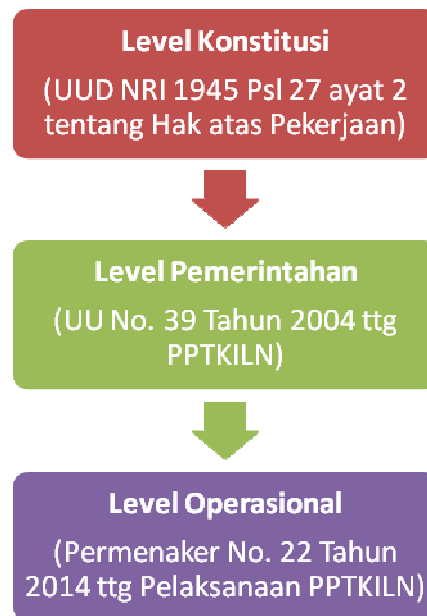 Level Konstitusi
(UUD NRI 1945 Psl 27 ayat 2
tentang Hak atas Pekerjaan)
Level Pemerintahan
(UU No. 39 Tahun 2004 ttg
PPTKILN)
Level Operasional
(Permenaker No. 22 Tahun
2014 ttg Pelaksanaan PPTKILN)